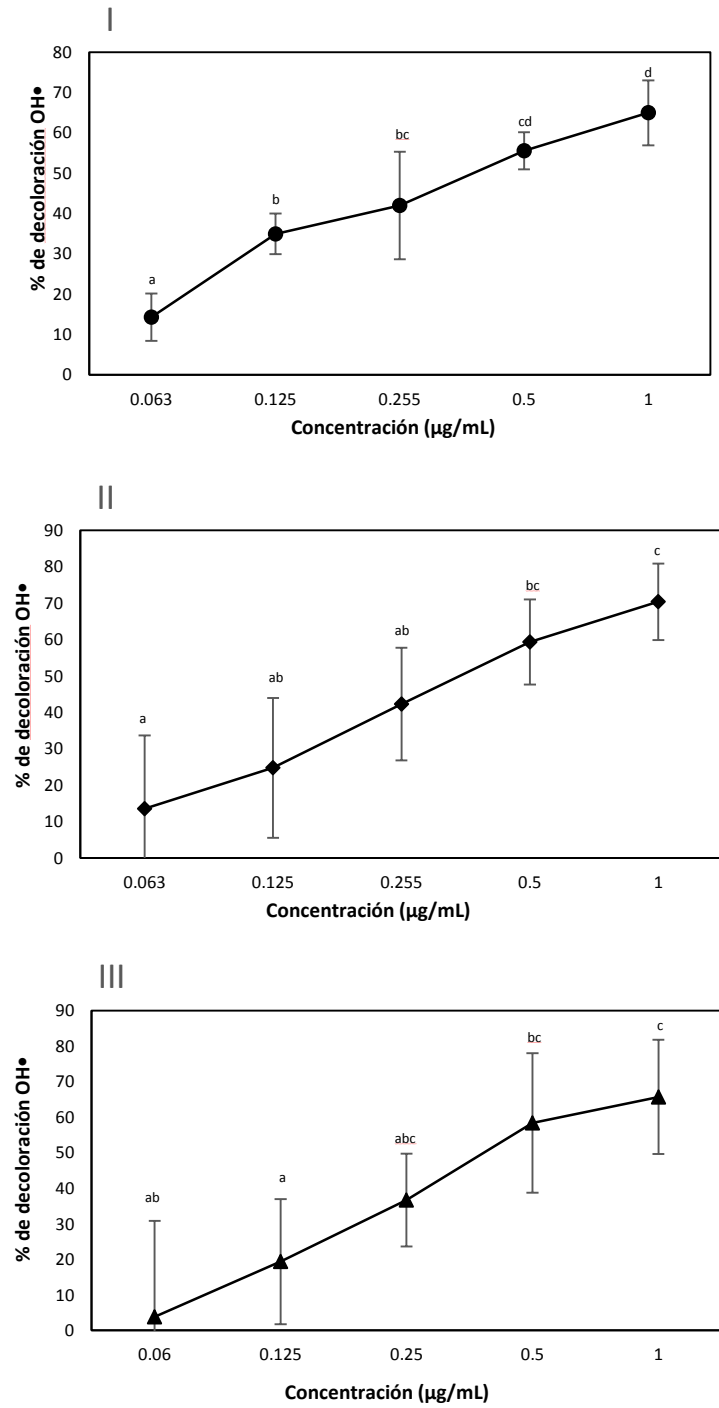 I
% de decoloración OH•
80
70
60
50
40
30
20
10
0
a
b
bc
cd
d
0.063 0.125 0.255 0.5 1
Concentración (µg/mL)
II
% de decoloración OH•
90
80
70
60
50
40
30
20
10
0
a
ab
ab
bc
c
0.063 0.125 0.255 0.5 1
Concentración (µg/mL)
III
% de decoloración OH•
90
80
70
60
50
40
30
20
10
0
ab
a
abc
bc
c
0.06 0.125 0.25 0.5 1
Concentración (µg/mL)